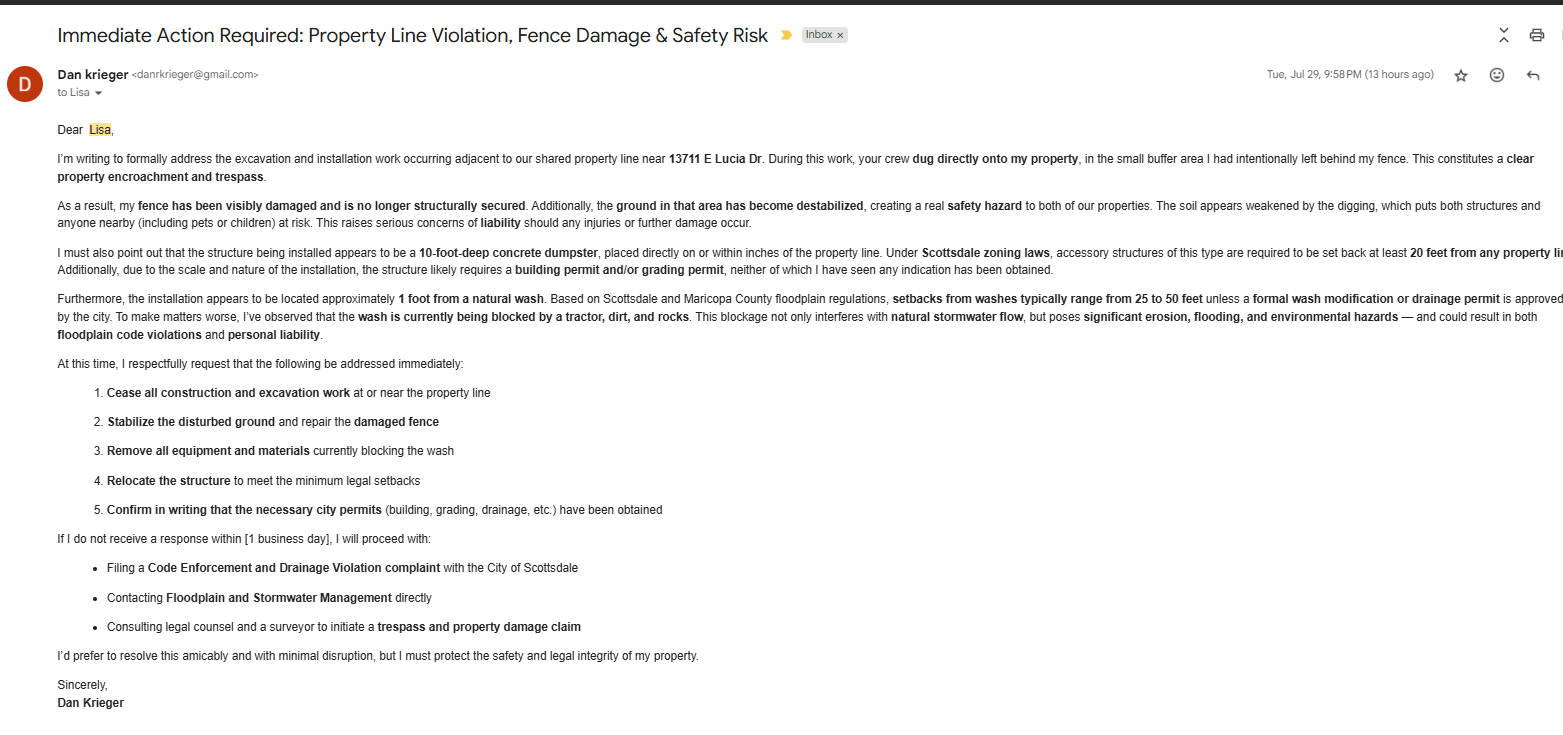 Immediate Action Required: Property Line Violation, Fence Damage & Safety Risk Inbox ×
D
Dan krieger <danrkrieger@gmail.com>
Tue, Jul 29, 9:58 PM (13 hours ago)
to Lisa
Dear Lisa,
I'm writing to formally address the excavation and installation work occurring adjacent to our shared property line near 13711 E Lucia Dr. During this work, your crew dug directly onto my property, in the small buffer area I had intentionally left behind my fence. This constitutes a clear
property encroachment and trespass.
As a result, my fence has been visibly damaged and is no longer structurally secured. Additionally, the ground in that area has become destabilized, creating a real safety hazard to both of our properties. The soil appears weakened by the digging, which puts both structures and
anyone nearby (including pets or children) at risk. This raises serious concerns of liability should any injuries or further damage occur.
I must also point out that the structure being installed appears to be a 10-foot-deep concrete dumpster, placed directly on or within inches of the property line. Under Scottsdale zoning laws, accessory structures of this type are required to be set back at least 20 feet from any property
Additionally, due to the scale and nature of the installation, the structure likely requires a building permit and/or grading permit, neither of which I have seen any indication has been obtained.
Furthermore, the installation appears to be located approximately 1 foot from a natural wash. Based on Scottsdale and Maricopa County floodplain regulations, setbacks from washes typically range from 25 to 50 feet unless a formal wash modification or drainage permit is approved
by the city. To make matters worse, I've observed that the wash is currently being blocked by a tractor, dirt, and rocks. This blockage not only interferes with natural stormwater flow, but poses significant erosion, flooding, and environmental hazards — and could result in both
floodplain code violations and personal liability.
At this time, I respectfully request that the following be addressed immediately:
1. Cease all construction and excavation work at or near the property line
2. Stabilize the disturbed ground and repair the damaged fence
3. Remove all equipment and materials currently blocking the wash
4. Relocate the structure to meet the minimum legal setbacks
5. Confirm in writing that the necessary city permits (building, grading, drainage, etc.) have been obtained
If I do not receive a response within [1 business day], I will proceed with:
• Filing a Code Enforcement and Drainage Violation complaint with the City of Scottsdale
• Contacting Floodplain and Stormwater Management directly
• Consulting legal counsel and a surveyor to initiate a trespass and property damage claim
I'd prefer to resolve this amicably and with minimal disruption, but I must protect the safety and legal integrity of my property.
Sincerely,
Dan Krieger